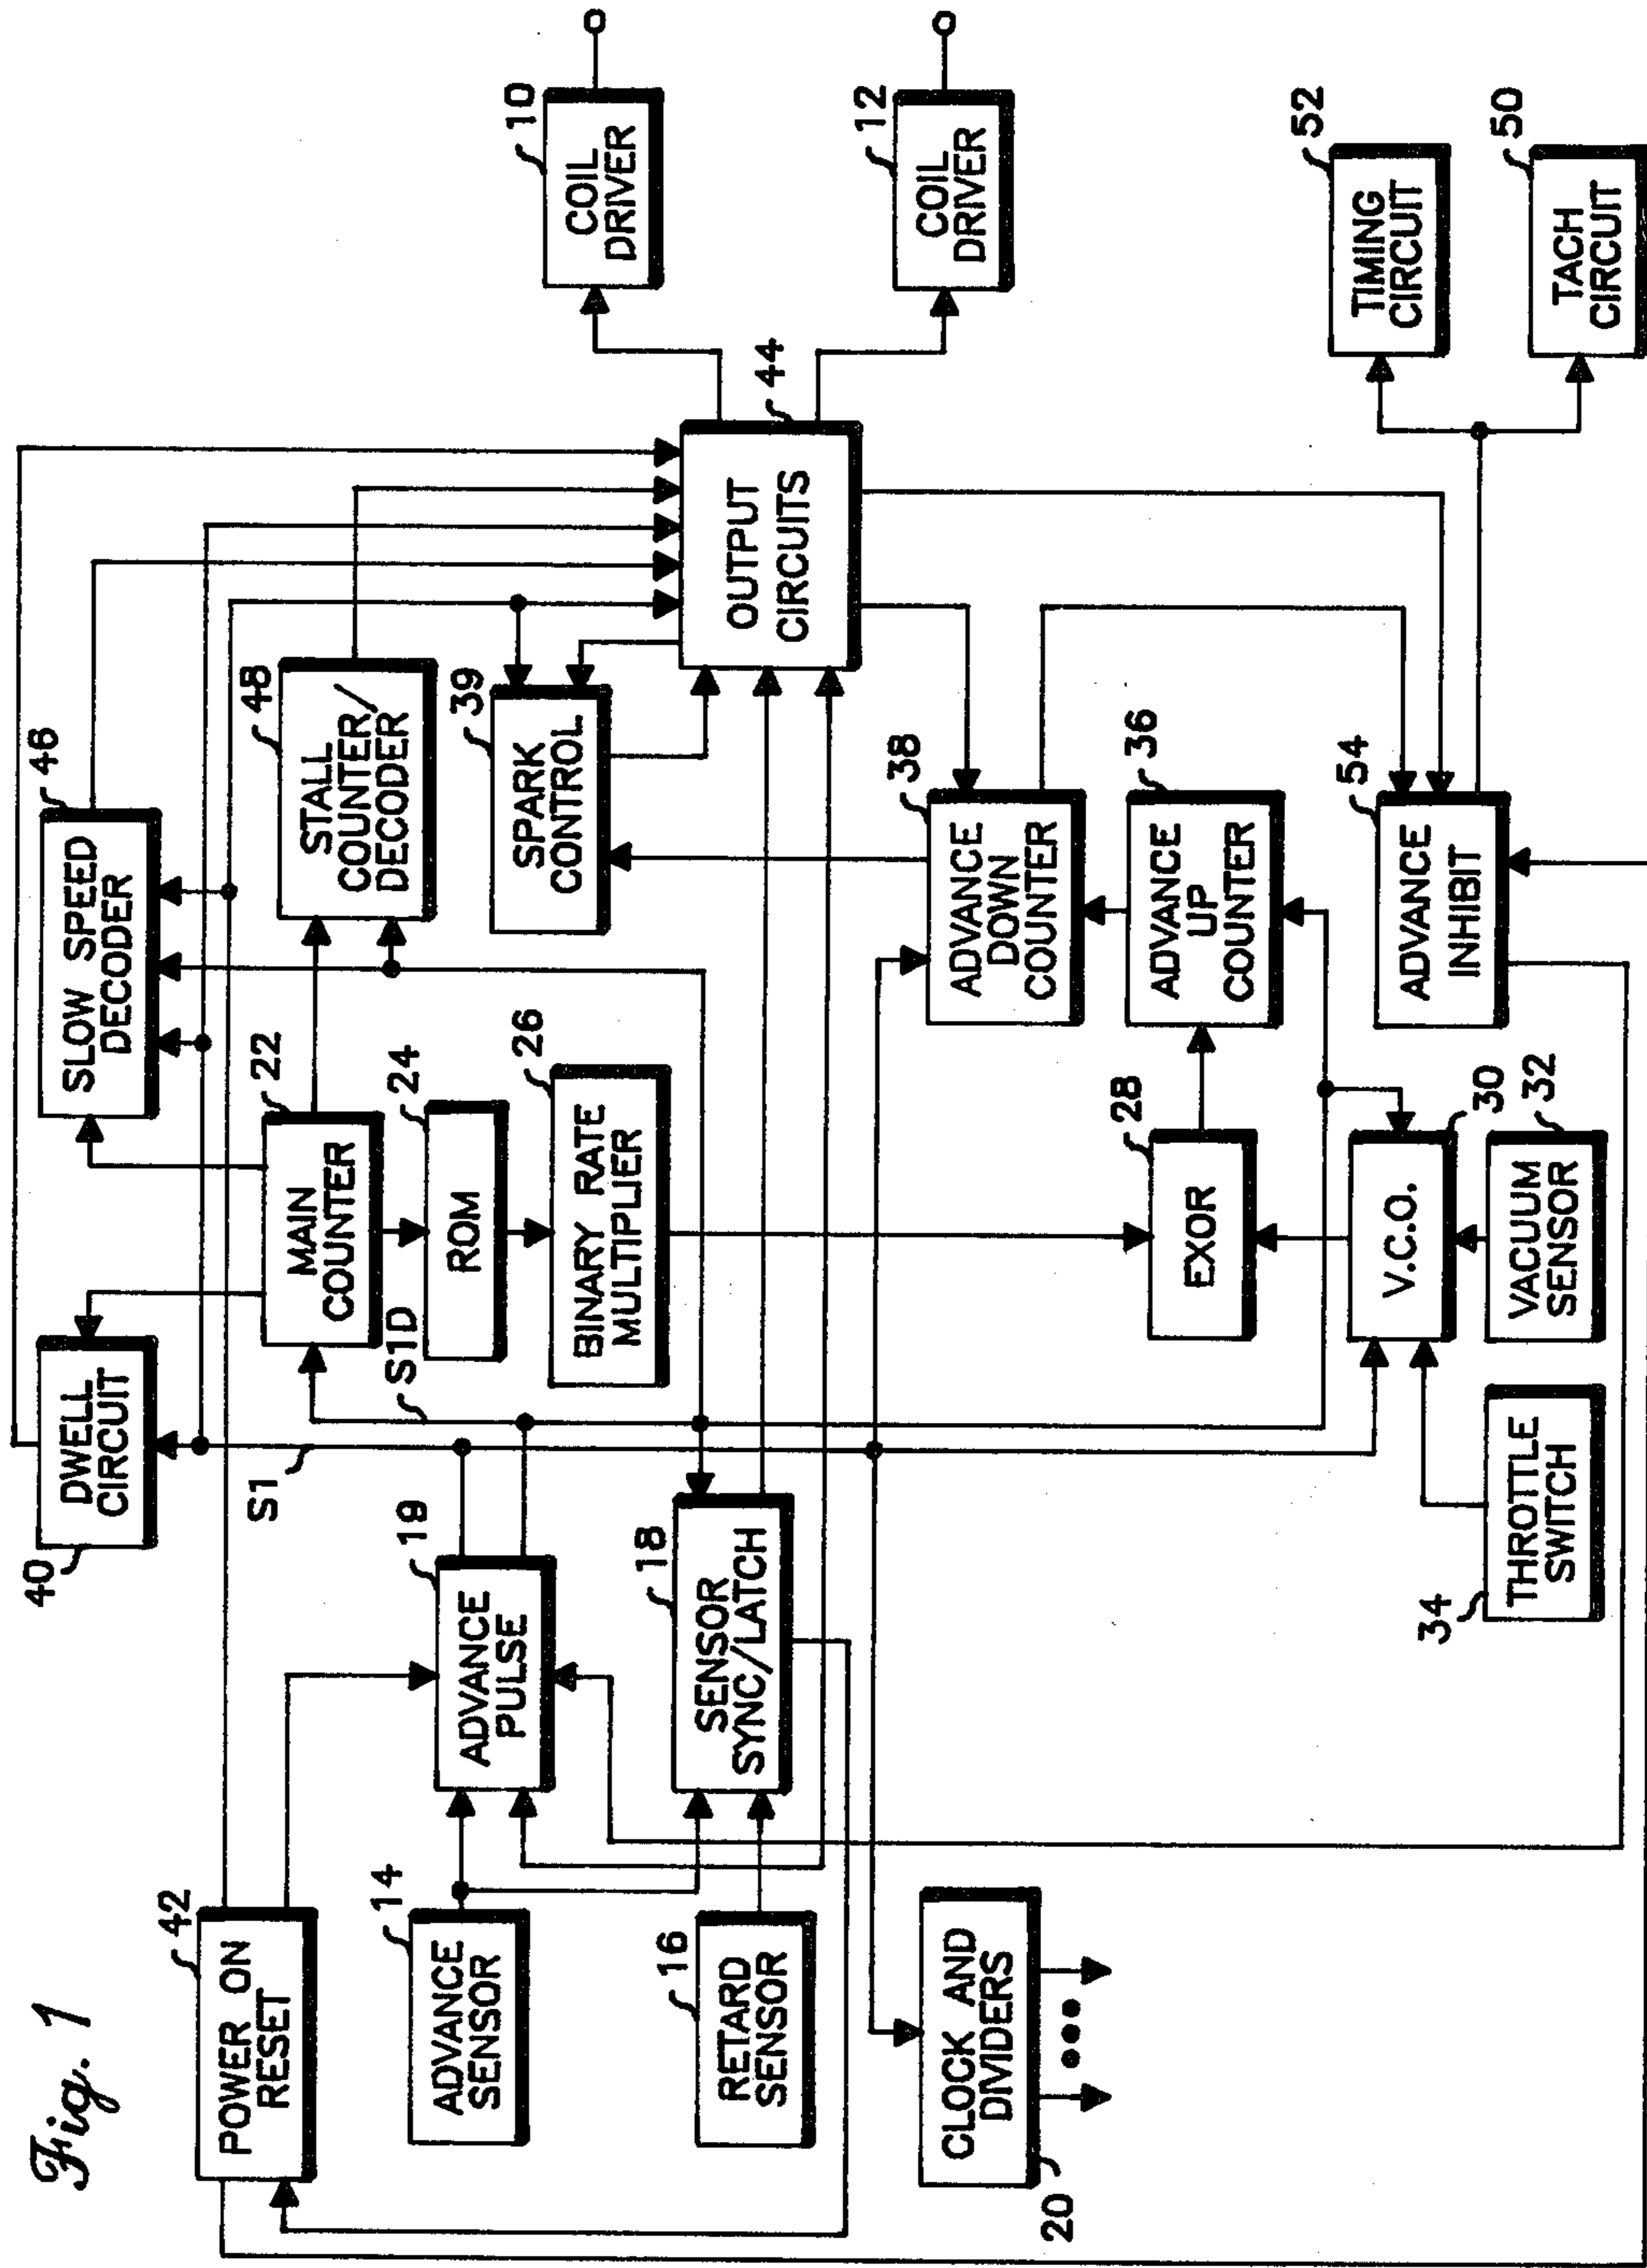 Fig. 1
42
POWER ON
RESET
14
ADVANCE
SENSOR
16
RETARD
SENSOR
CLOCK AND
DIVIDERS
20
40
DWELL
CIRCUIT
S1
19
ADVANCE
PULSE
18
SENSOR
SYNC/LATCH
S1D
34
THROTTLE
SWITCH
46
SLOW SPEED
DECODER
22
MAIN
COUNTER
24
ROM
26
BINARY RATE
MULTIPLIER
28
EXOR
V.C.O.
30
VACUUM
SENSOR
32
48
STALL
COUNTER/
DECODER
39
SPARK
CONTROL
38
ADVANCE
DOWN
COUNTER
ADVANCE
UP
COUNTER
36
54
ADVANCE
INHIBIT
OUTPUT
CIRCUITS
44
10
COIL
DRIVER
12
COIL
DRIVER
52
TIMING
CIRCUIT
50
TACH
CIRCUIT